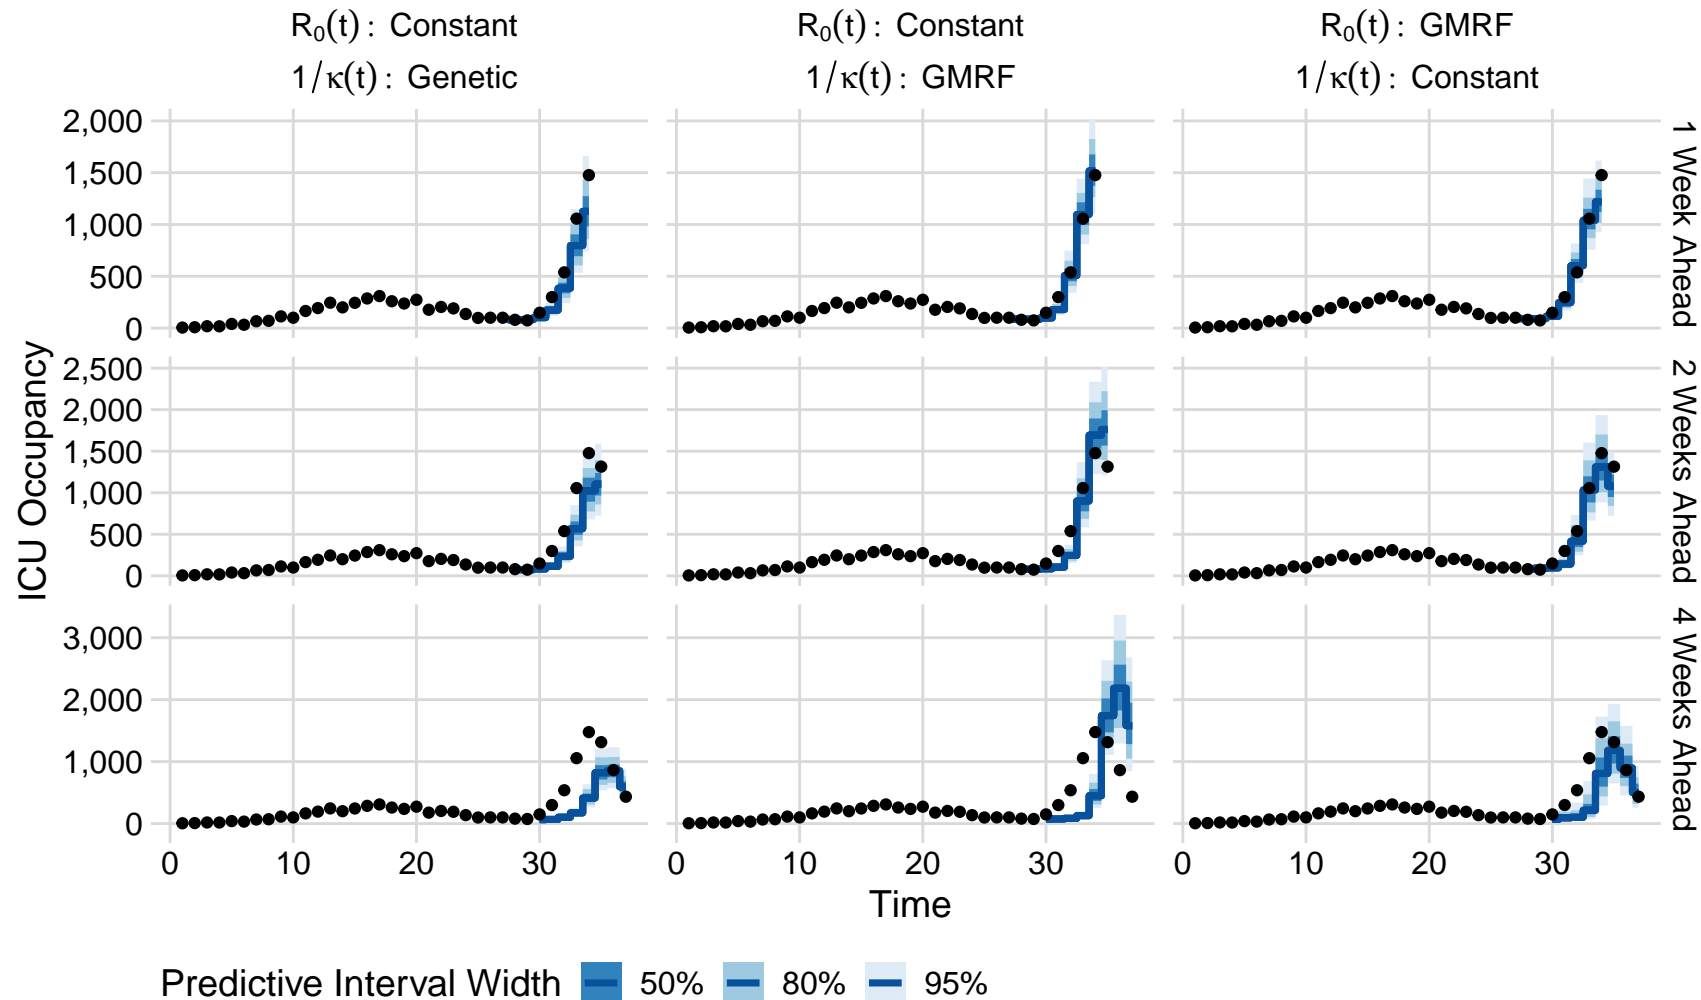 R₀(t) : Constant
1/κ(t) : Genetic
R₀(t) : Constant
1/κ(t) : GMRF
R₀(t) : GMRF
1/κ(t) : Constant
2,000
1,500
1,000
500
0
1 Week Ahead
2,500
2,000
1,500
1,000
500
0
2 Weeks Ahead
3,000
2,000
1,000
0
4 Weeks Ahead
ICU Occupancy
0 10 20 30
0 10 20 30
0 10 20 30
Time
Predictive Interval Width 50% 80% 95%